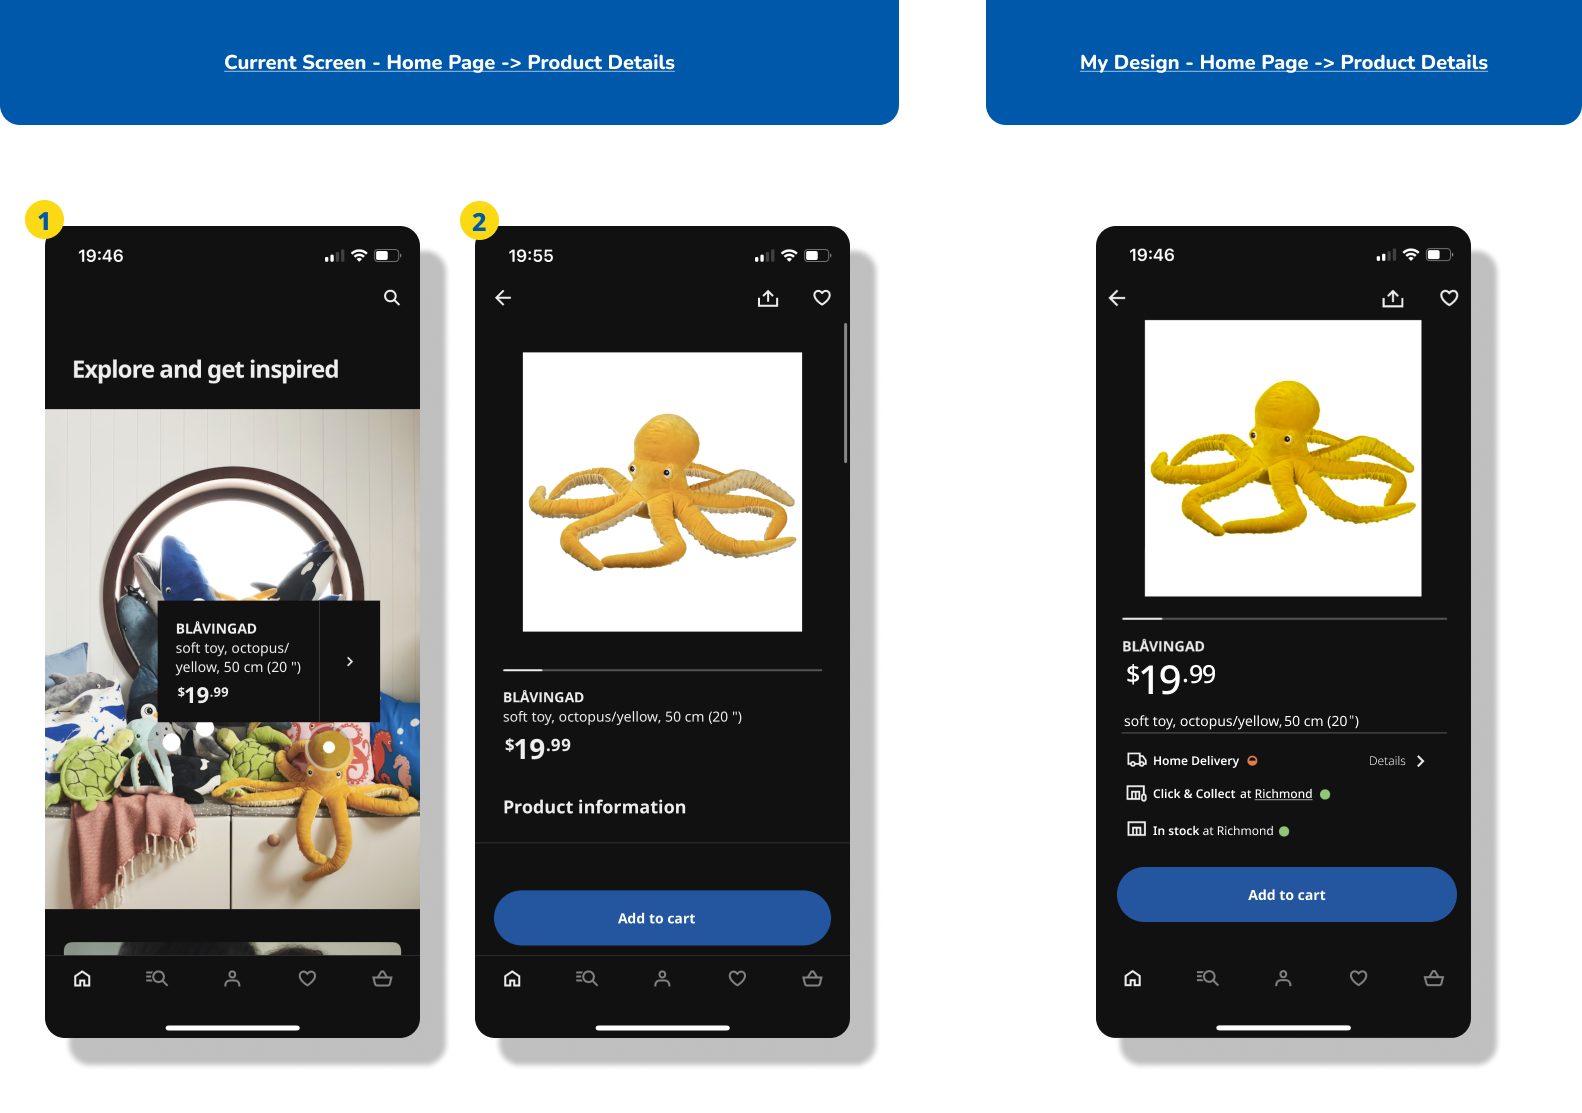 Current Screen - Home Page -> Product Details
My Design - Home Page -> Product Details
1
19:46
Explore and get inspired
BLÅVINGAD
soft toy, octopus/
yellow, 50 cm (20 ")
$19.99
2
19:55
BLÅVINGAD
soft toy, octopus/yellow, 50 cm (20 ")
$19.99
Product information
Add to cart
19:46
BLÅVINGAD
$19.99
soft toy, octopus/yellow, 50 cm (20")
Home Delivery Details
Click & Collect at Richmond
In stock at Richmond
Add to cart